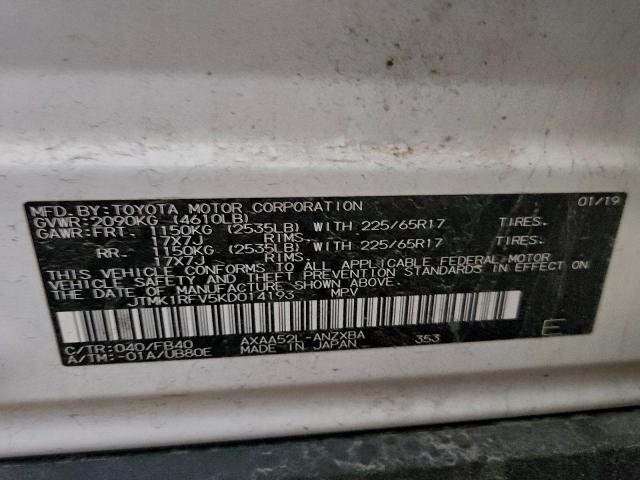 MFD. BY: TOYOTA MOTOR CORPORATION 01/19
GVWR: 2090KG (4610LB)
GAWR: FRT. 1150KG (2535LB) WITH 225/65R17 TIRES.
17X7J RIMS.
RR. 1150KG (2535LB) WITH 225/65R17 TIRES.
17X7J RIMS.
THIS VEHICLE CONFORMS TO ALL APPLICABLE FEDERAL MOTOR
VEHICLE SAFETY AND THEFT PREVENTION STANDARDS IN EFFECT ON
THE DATE OF MANUFACTURE SHOWN ABOVE.
JTMK1RFV5KD014193 MPV
C/TR: 040/FB40 AXAA52L-ANZXBA 353 E
A/TM: -01A/UB80E MADE IN JAPAN